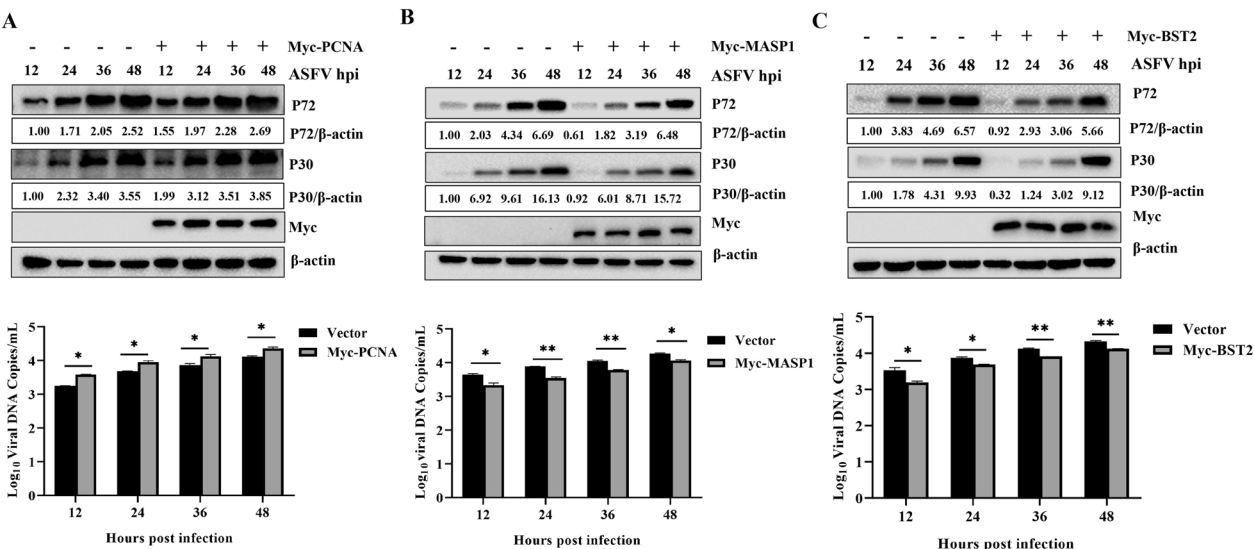 A
- - - - + + + + Myc-PCNA
12 24 36 48 12 24 36 48 ASFV hpi
P72
1.00 1.71 2.05 2.52 1.55 1.97 2.28 2.69 P72/β-actin
P30
1.00 2.32 3.40 3.55 1.99 3.12 3.51 3.85 P30/β-actin
Myc
β-actin
Log10 Viral DNA Copies/mL
5
4
3
2
1
0
* * * *
Vector
Myc-PCNA
12 24 36 48
Hours post infection
B
- - - - + + + + Myc-MASP1
12 24 36 48 12 24 36 48 ASFV hpi
P72
1.00 2.03 4.34 6.69 0.61 1.82 3.19 6.48 P72/β-actin
P30
1.00 6.92 9.61 16.13 0.92 6.01 8.71 15.72 P30/β-actin
Myc
β-actin
Log10 Viral DNA Copies/mL
5
4
3
2
1
0
* ** ** *
Vector
Myc-MASP1
12 24 36 48
Hours post infection
C
- - - - + + + + Myc-BST2
12 24 36 48 12 24 36 48 ASFV hpi
P72
1.00 3.83 4.69 6.57 0.92 2.93 3.06 5.66 P72/β-actin
P30
1.00 1.78 4.31 9.93 0.32 1.24 3.02 9.12 P30/β-actin
Myc
β-actin
Log10 Viral DNA Copies/mL
5
4
3
2
1
0
* * ** **
Vector
Myc-BST2
12 24 36 48
Hours post infection